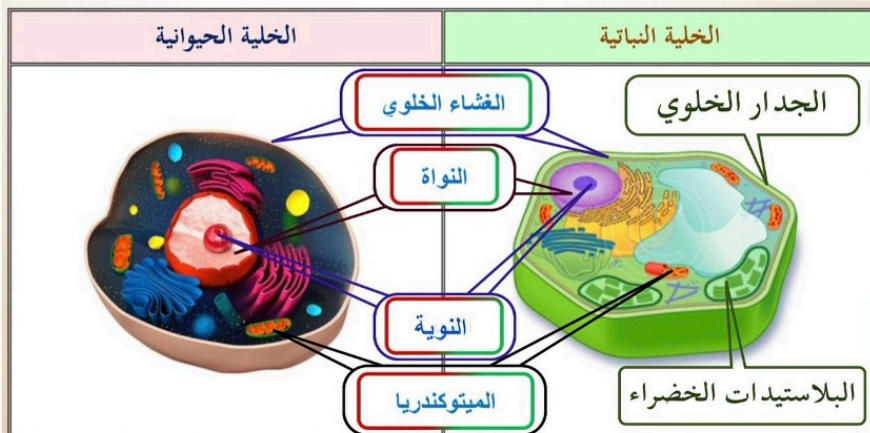 الخلية النباتية
الخلية الحيوانية
الغشاء الخلوي
الجدار الخلوي
النواة
النوية
الميتوكندريا
البلاستيدات الخضراء